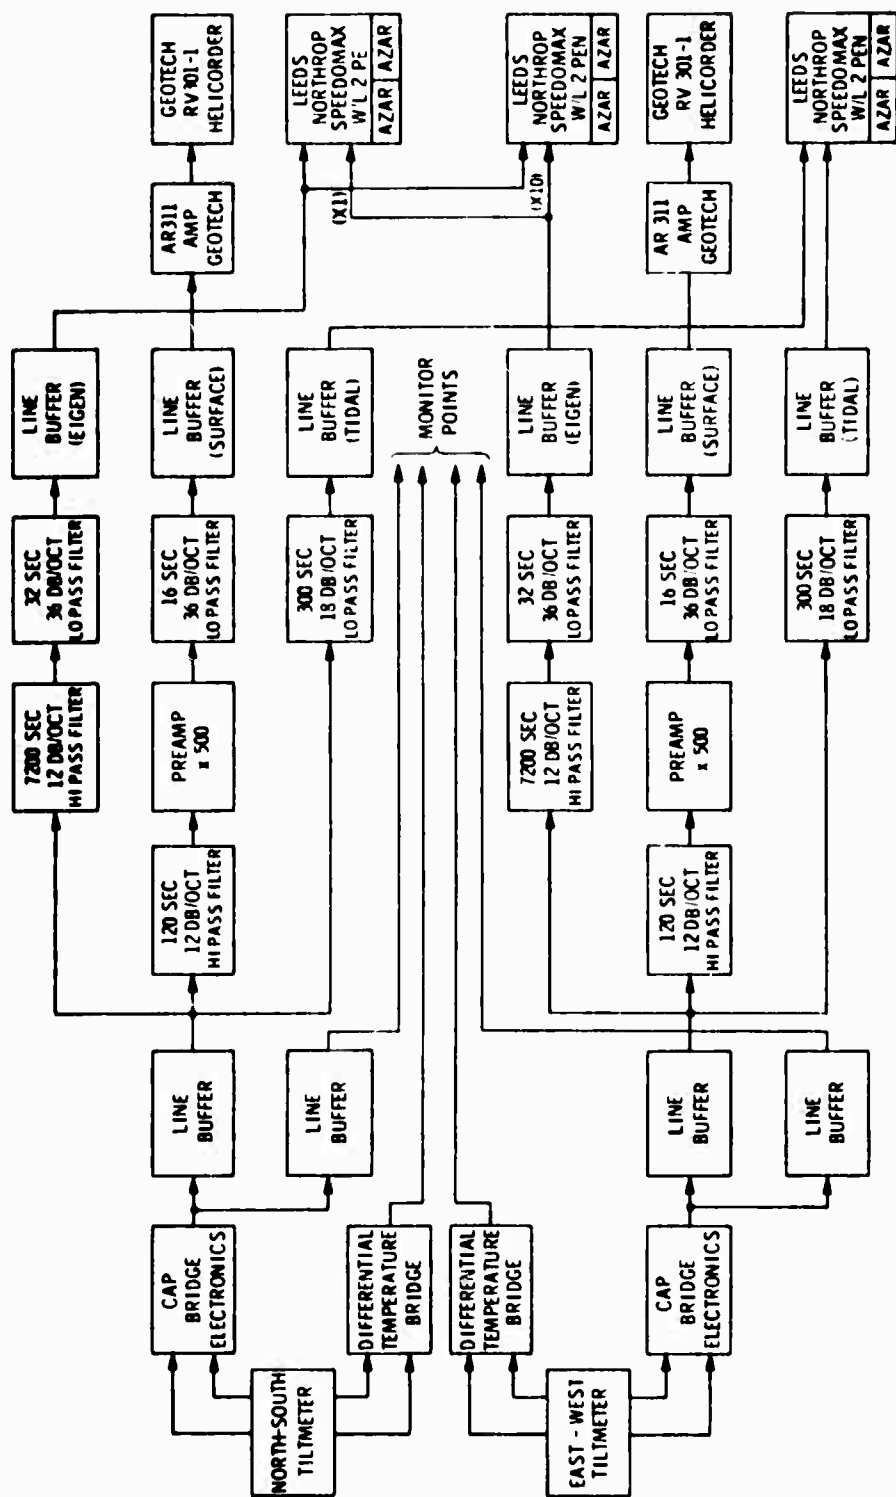 NORTH-SOUTH
TILTMETER
CAP
BRIDGE
ELECTRONICS
DIFFERENTIAL
TEMPERATURE
BRIDGE
LINE
BUFFER
LINE
BUFFER
7200 SEC
12 DB/OCT
HI PASS FILTER
32 SEC
36 DB/OCT
LO PASS FILTER
LINE
BUFFER
(EIGEN)
120 SEC
12 DB/OCT
HI PASS FILTER
PREAMP
x 500
16 SEC
36 DB/OCT
LO PASS FILTER
LINE
BUFFER
(SURFACE)
AR311
AMP
GEOTECH
GEOTECH
RV 301-1
HELICORDER
300 SEC
18 DB/OCT
LO PASS FILTER
LINE
BUFFER
(TIDAL)
(X1)
LEEDS
NORTHROP
SPEEDOMAX
W/L 2 PE
AZAR
AZAR
MONITOR
POINTS
EAST - WEST
TILTMETER
DIFFERENTIAL
TEMPERATURE
BRIDGE
CAP
BRIDGE
ELECTRONICS
LINE
BUFFER
LINE
BUFFER
7200 SEC
12 DB/OCT
HI PASS FILTER
32 SEC
36 DB/OCT
LO PASS FILTER
LINE
BUFFER
(EIGEN)
(X10)
LEEDS
NORTHROP
SPEEDOMAX
W/L 2 PEN
AZAR
AZAR
120 SEC
12 DB/OCT
HI PASS FILTER
PREAMP
x 500
16 SEC
36 DB/OCT
LO PASS FILTER
LINE
BUFFER
(SURFACE)
AR 311
AMP
GEOTECH
GEOTECH
RV 301-1
HELICORDER
300 SEC
18 DB/OCT
LO PASS FILTER
LINE
BUFFER
(TIDAL)
LEEDS
NORTHROP
SPEEDOMAX
W/L 2 PEN
AZAR
AZAR